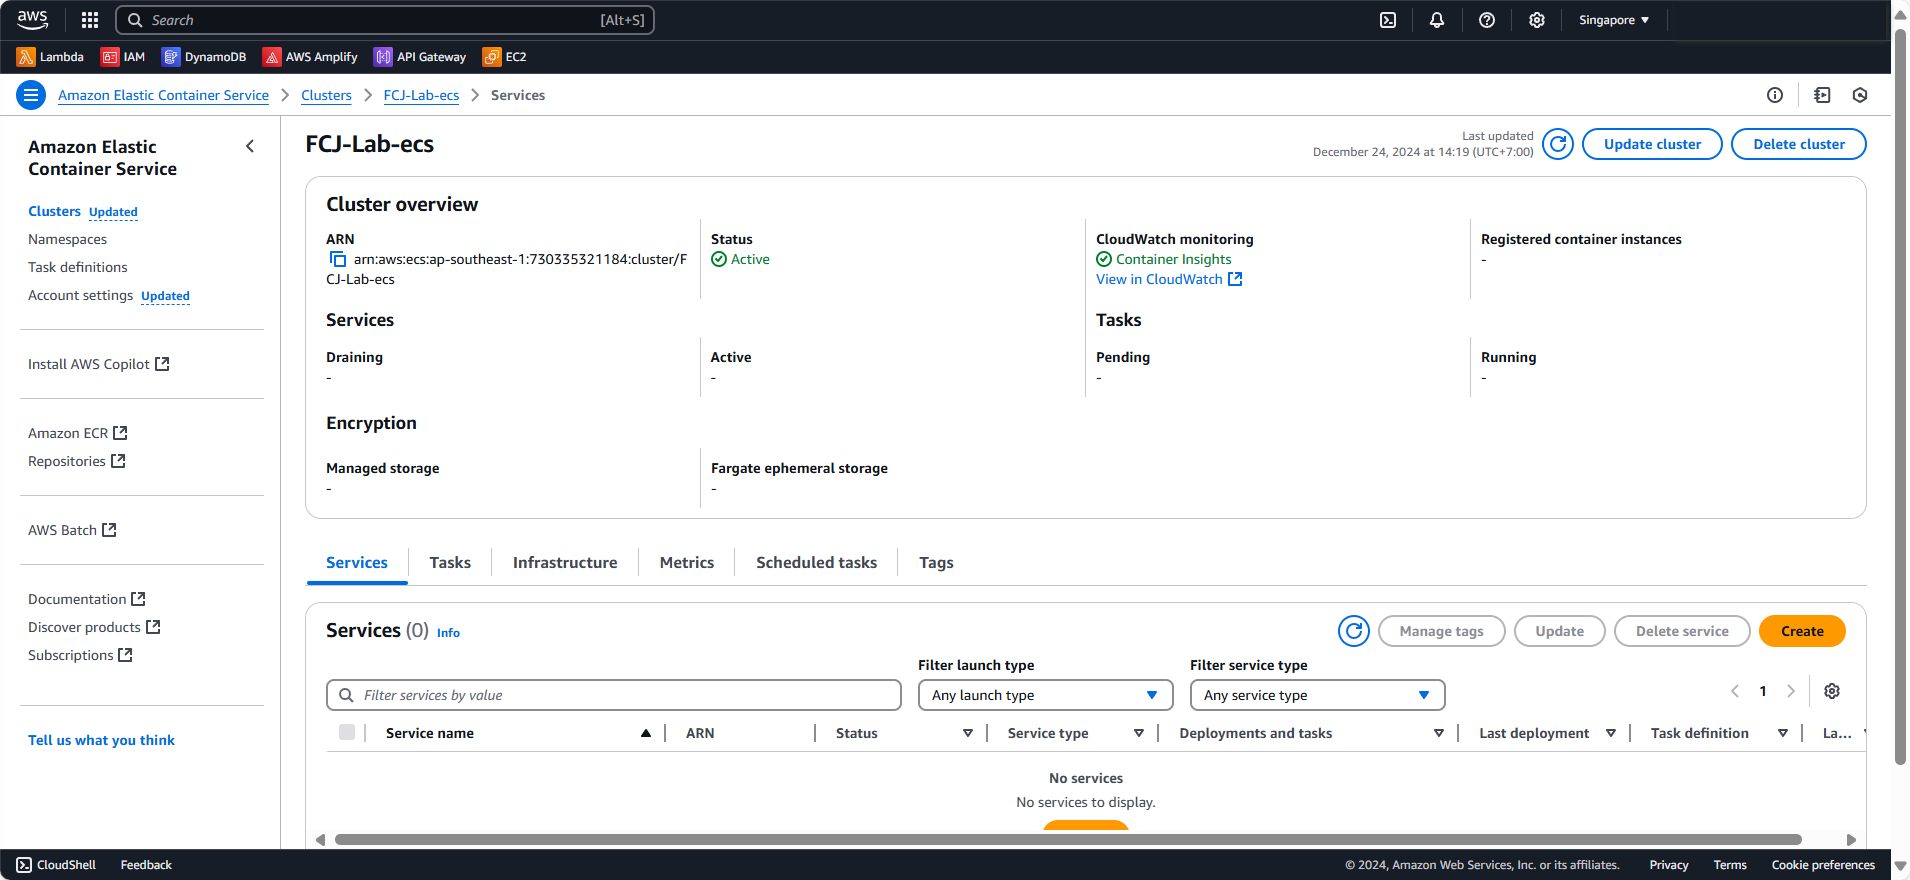 aws
Search [Alt+S]
Singapore
Lambda IAM DynamoDB AWS Amplify API Gateway EC2
Amazon Elastic Container Service Clusters FCJ-Lab-ecs Services
Amazon Elastic
Container Service
Clusters Updated
Namespaces
Task definitions
Account settings Updated
Install AWS Copilot
Amazon ECR
Repositories
AWS Batch
Documentation
Discover products
Subscriptions
Tell us what you think
FCJ-Lab-ecs
Last updated
December 24, 2024 at 14:19 (UTC+7:00)
Update cluster
Delete cluster
Cluster overview
ARN
arn:aws:ecs:ap-southeast-1:730335321184:cluster/F
CJ-Lab-ecs
Status
Active
CloudWatch monitoring
Container Insights
View in CloudWatch
Registered container instances
-
Services
Draining
-
Active
-
Tasks
Pending
-
Running
-
Encryption
Managed storage
-
Fargate ephemeral storage
-
Services Tasks Infrastructure Metrics Scheduled tasks Tags
Services (0) Info
Manage tags Update Delete service Create
Filter services by value
Filter launch type
Any launch type
Filter service type
Any service type
1
Service name ARN Status Service type Deployments and tasks Last deployment Task definition La...
No services
No services to display.
CloudShell Feedback
© 2024, Amazon Web Services, Inc. or its affiliates. Privacy Terms Cookie preferences